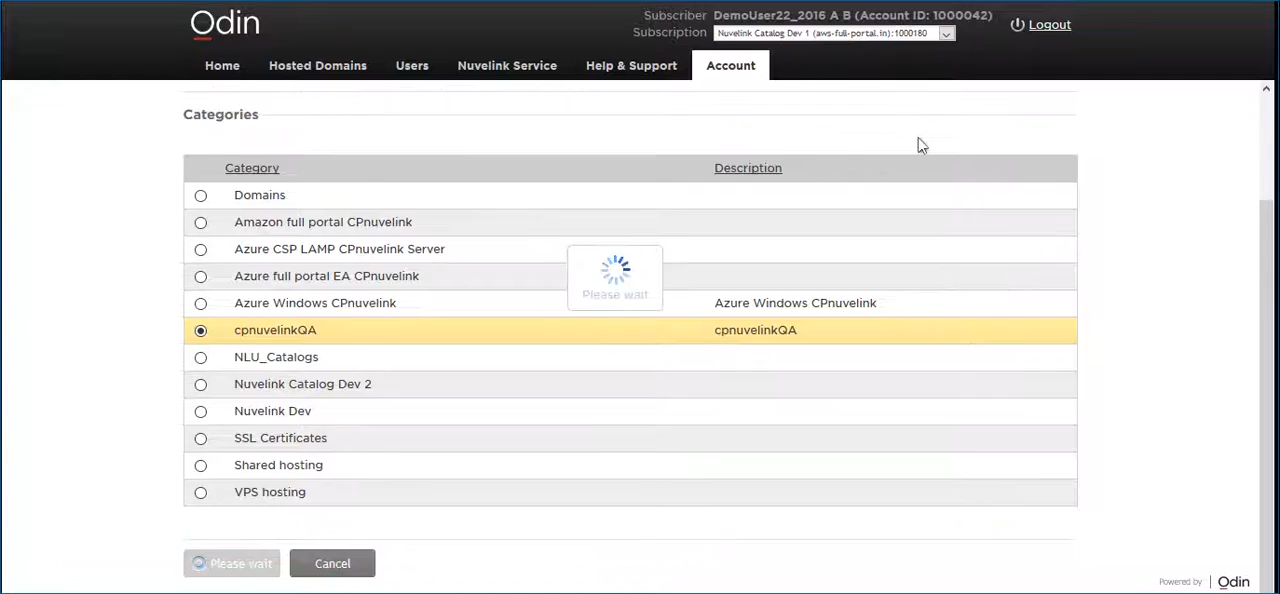 Odin
Subscriber DemoUser22_2016 A B (Account ID: 1000042)
Subscription Nuvelink Catalog Dev 1 (aws-full-portal.in):1000180
Logout
Home Hosted Domains Users Nuvelink Service Help & Support Account
Categories
Category Description
Domains
Amazon full portal CPnuvelink
Azure CSP LAMP CPnuvelink Server
Azure full portal EA CPnuvelink
Azure Windows CPnuvelink Azure Windows CPnuvelink
cpnuvelinkQA cpnuvelinkQA
NLU_Catalogs
Nuvelink Catalog Dev 2
Nuvelink Dev
SSL Certificates
Shared hosting
VPS hosting
Please wait
Please wait Cancel
Powered by Odin